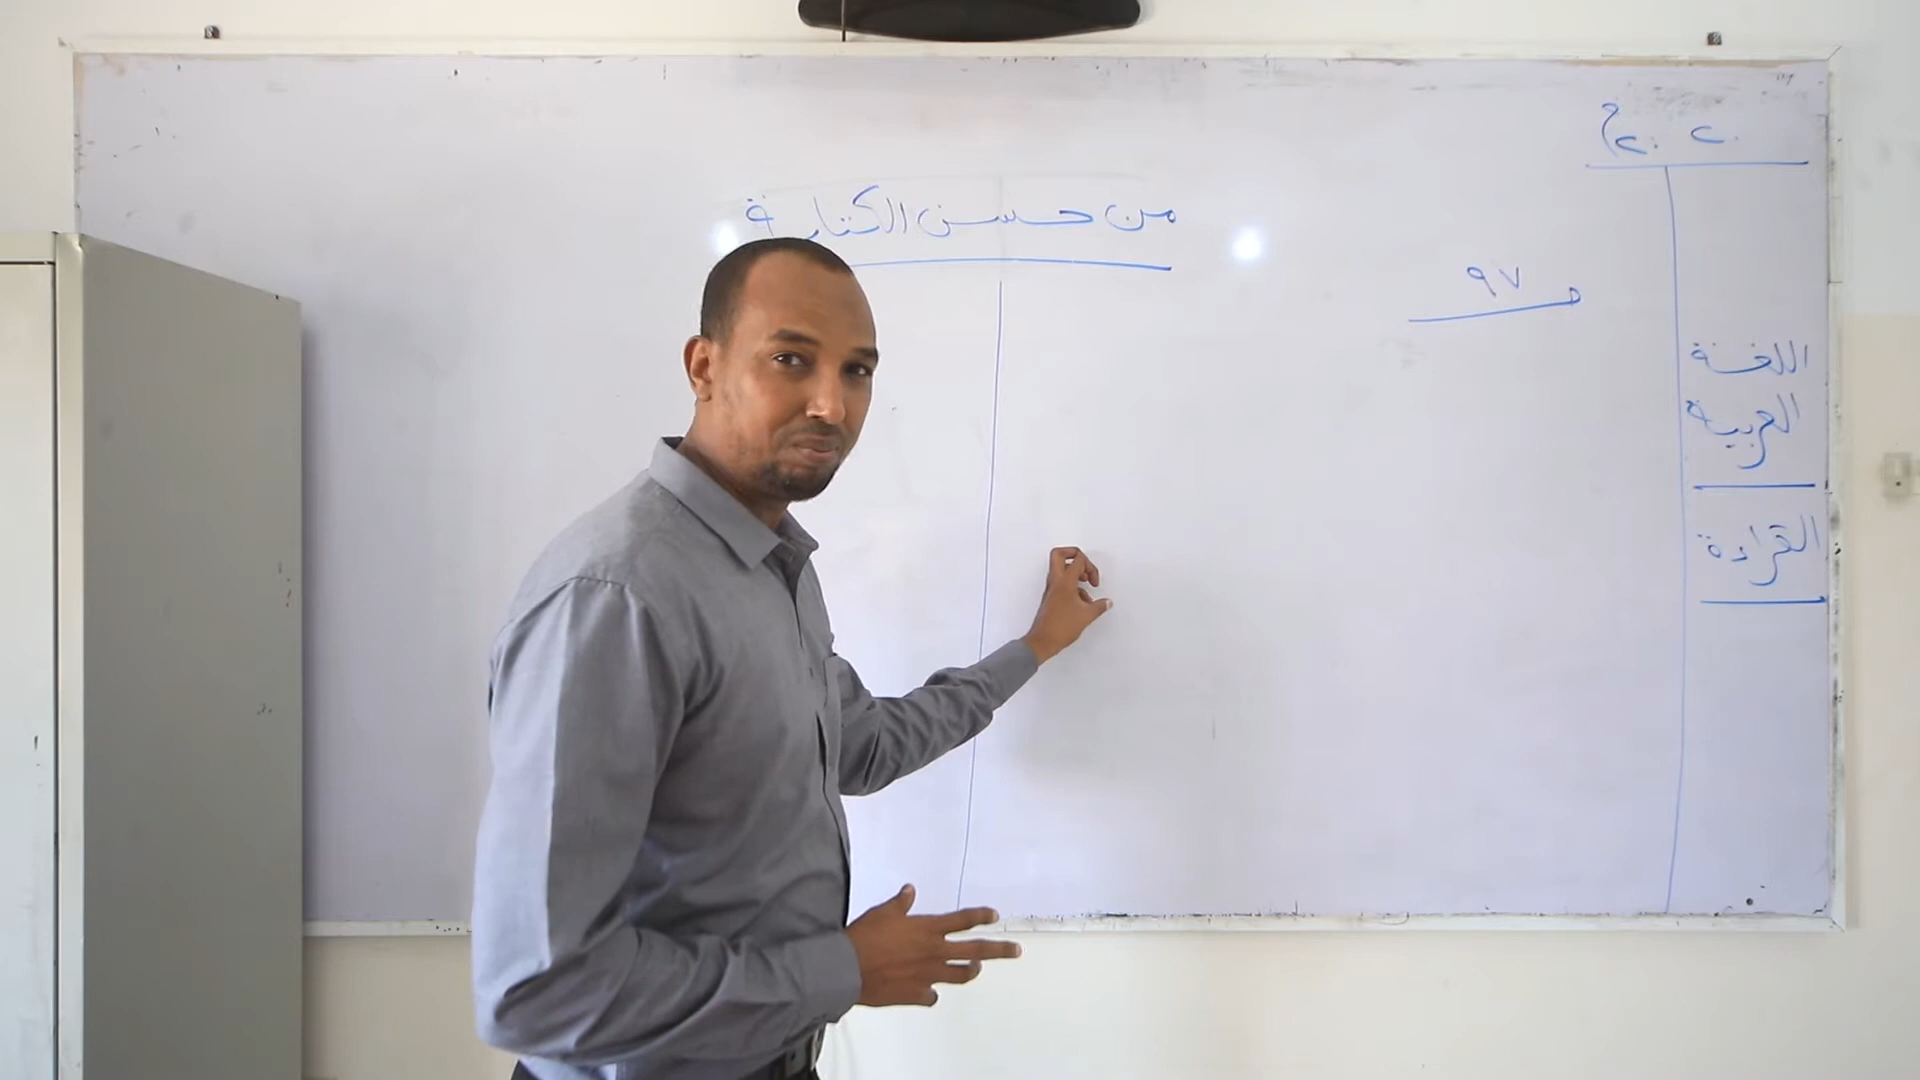 من حسن الكتابة
٩٧
اللغة
العربية
القراءة